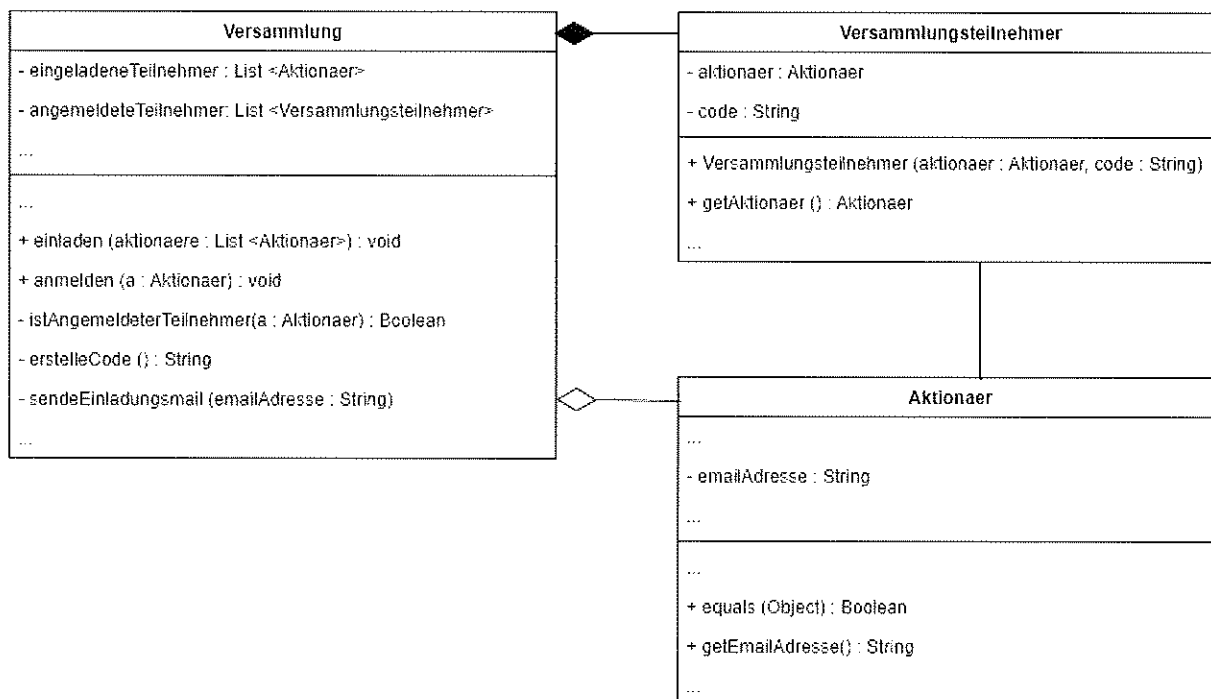 Versammlung
- eingeladeneTeilnehmer : List <Aktionaer>
- angemeldeteTeilnehmer: List <Versammlungsteilnehmer>
...
...
+ einladen (aktionaere : List <Aktionaer>) : void
+ anmelden (a : Aktionaer) : void
- istAngemeldeterTeilnehmer(a : Aktionaer) : Boolean
- erstelleCode () : String
- sendeEinladungsmail (emailAdresse : String)
...
Versammlungsteilnehmer
- aktionaer : Aktionaer
- code : String
+ Versammlungsteilnehmer (aktionaer : Aktionaer, code : String)
+ getAktionaer () : Aktionaer
...
Aktionaer
...
- emailAdresse : String
...
...
+ equals (Object) : Boolean
+ getEmailAdresse() : String
...